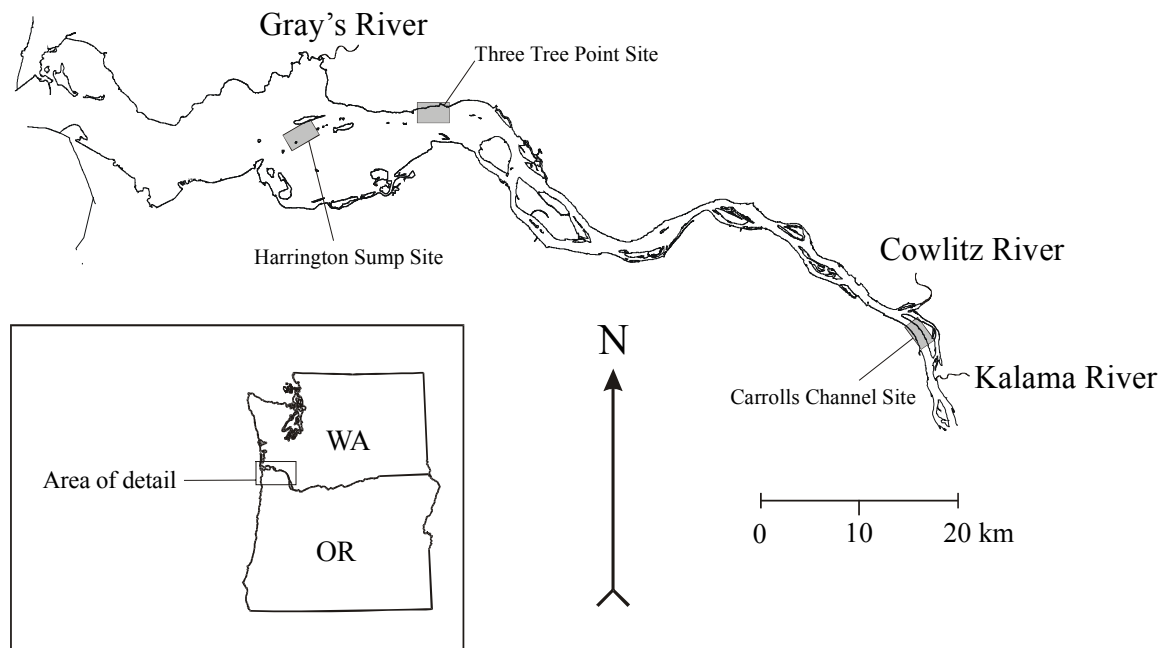 Gray's River
Three Tree Point Site
Harrington Sump Site
Cowlitz River
Kalama River
Carrolls Channel Site
N
WA
Area of detail
OR
0 10 20 km